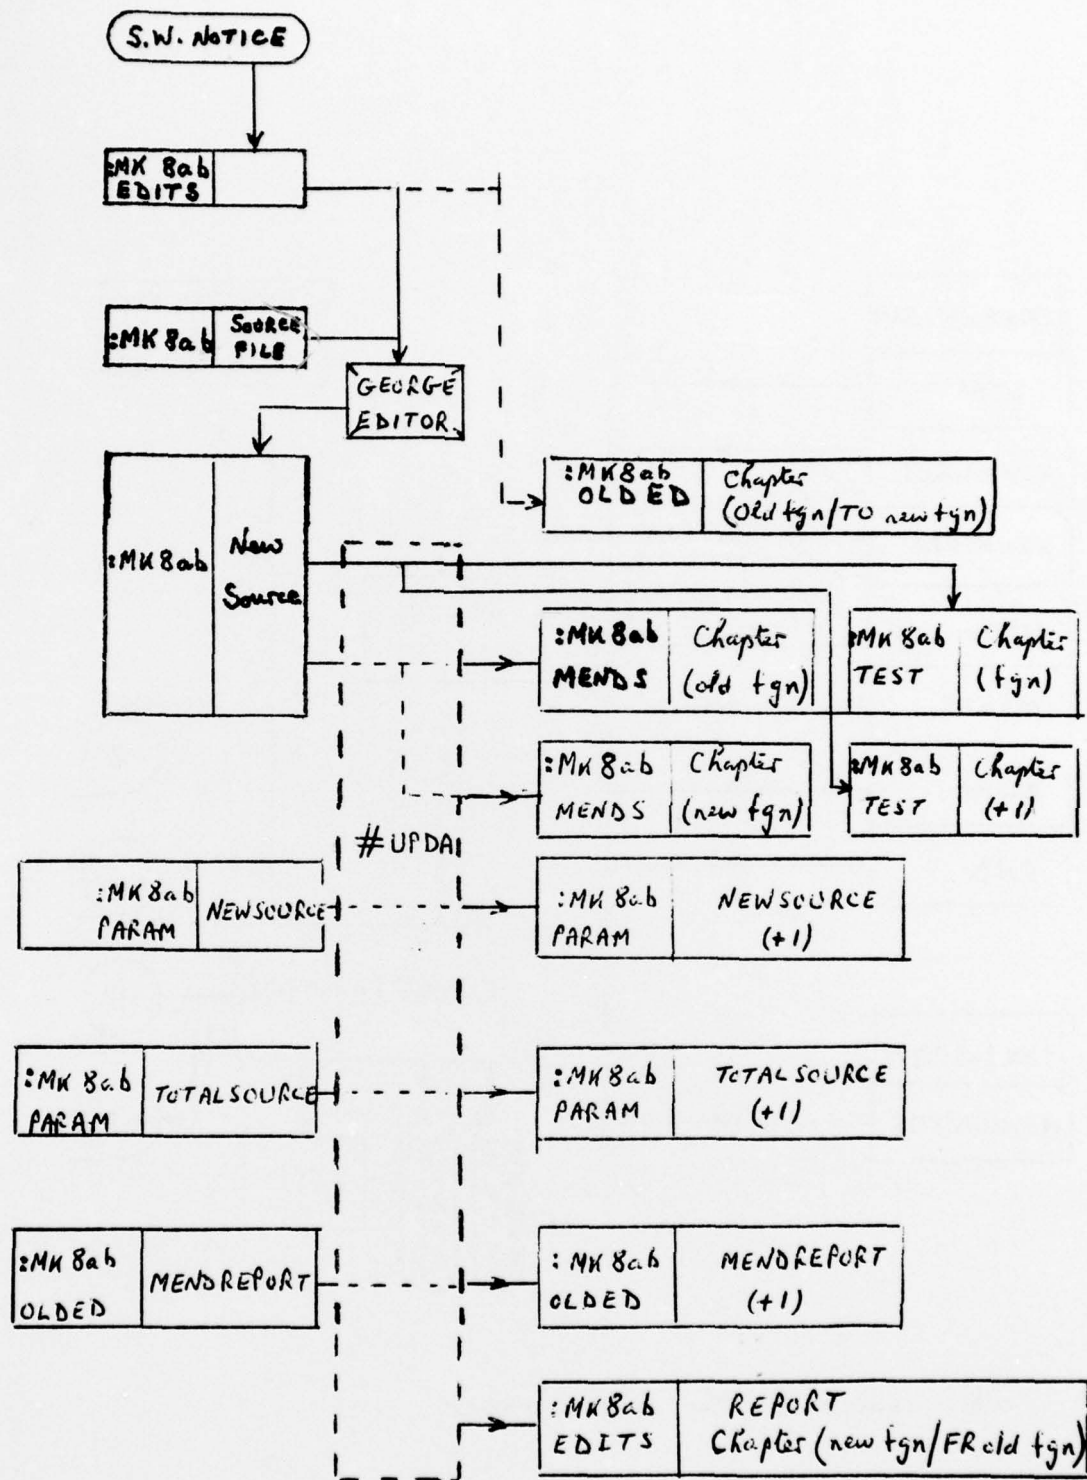 S.W. NOTICE
:MK 8ab
EDITS
:MK 8ab
SOURCE
FILE
GEORGE
EDITOR.
:MK8ab
OLDED
Chapter
(Old tgn/TO new tgn)
:MK8ab
New
Source
:MK 8ab
MENDS
Chapter
(old tgn)
:MK 8ab
TEST
Chapter
(tgn)
:MK 8ab
MENDS
Chapter
(new tgn)
:MK8ab
TEST
Chapter
(+1)
# UPDA
:MK 8ab
PARAM
NEWSOURCE
:MK 8ab
PARAM
NEWSOURCE
(+1)
:MK 8ab
PARAM
TOTALSOURCE
:MK 8ab
PARAM
TOTALSOURCE
(+1)
:MK 8ab
OLDED
MENDREPORT
:MK 8ab
OLDED
MENDREPORT
(+1)
:MK 8ab
EDITS
REPORT
Chapter (new tgn/FR old tgn)